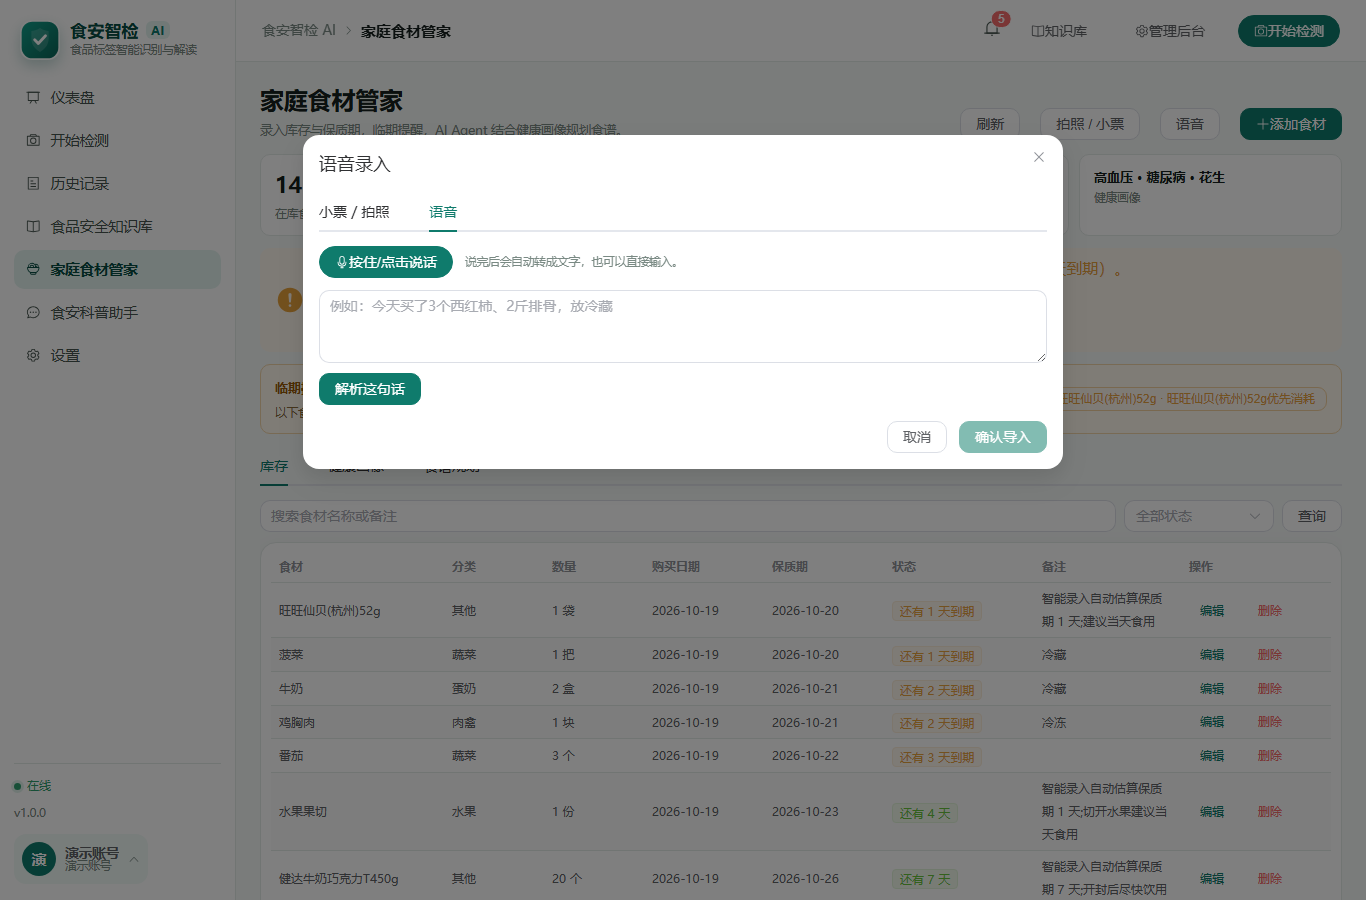 食安智检 AI
食品标签智能识别与解读
仪表盘
开始检测
历史记录
食品安全知识库
家庭食材管家
食安科普助手
设置
在线
v1.0.0
演
演示账号
演示账号
食安智检 AI
家庭食材管家
5
知识库
管理后台
开始检测
家庭食材管家
录入库存与保质期，临期提醒，AI Agent 结合健康画像规划食谱。
刷新
拍照 / 小票
语音
添加食材
14
在库食
高血压 • 糖尿病 • 花生
健康画像
到期）。
临期
以下食
旺旺仙贝(杭州)52g · 旺旺仙贝(杭州)52g优先消耗
语音录入
小票 / 拍照
语音
按住/点击说话
说完后会自动转成文字，也可以直接输入。
例如：今天买了3个西红柿、2斤排骨，放冷藏
解析这句话
取消
确认导入
库存
健康画像
食谱规划
搜索食材名称或备注
全部状态
查询
食材 分类 数量 购买日期 保质期 状态 备注 操作
旺旺仙贝(杭州)52g 其他 1 袋 2026-10-19 2026-10-20 还有 1 天到期 智能录入自动估算保质期 1 天;建议当天食用 编辑 删除
菠菜 蔬菜 1 把 2026-10-19 2026-10-20 还有 1 天到期 冷藏 编辑 删除
牛奶 蛋奶 2 盒 2026-10-19 2026-10-21 还有 2 天到期 冷藏 编辑 删除
鸡胸肉 肉禽 1 块 2026-10-19 2026-10-21 还有 2 天到期 冷冻 编辑 删除
番茄 蔬菜 3 个 2026-10-19 2026-10-22 还有 3 天到期 编辑 删除
水果果切 水果 1 份 2026-10-19 2026-10-23 还有 4 天 智能录入自动估算保质期 1 天;切开水果建议当天食用 编辑 删除
健达牛奶巧克力T450g 其他 20 个 2026-10-19 2026-10-26 还有 7 天 智能录入自动估算保质期 7 天;开封后尽快饮用 编辑 删除